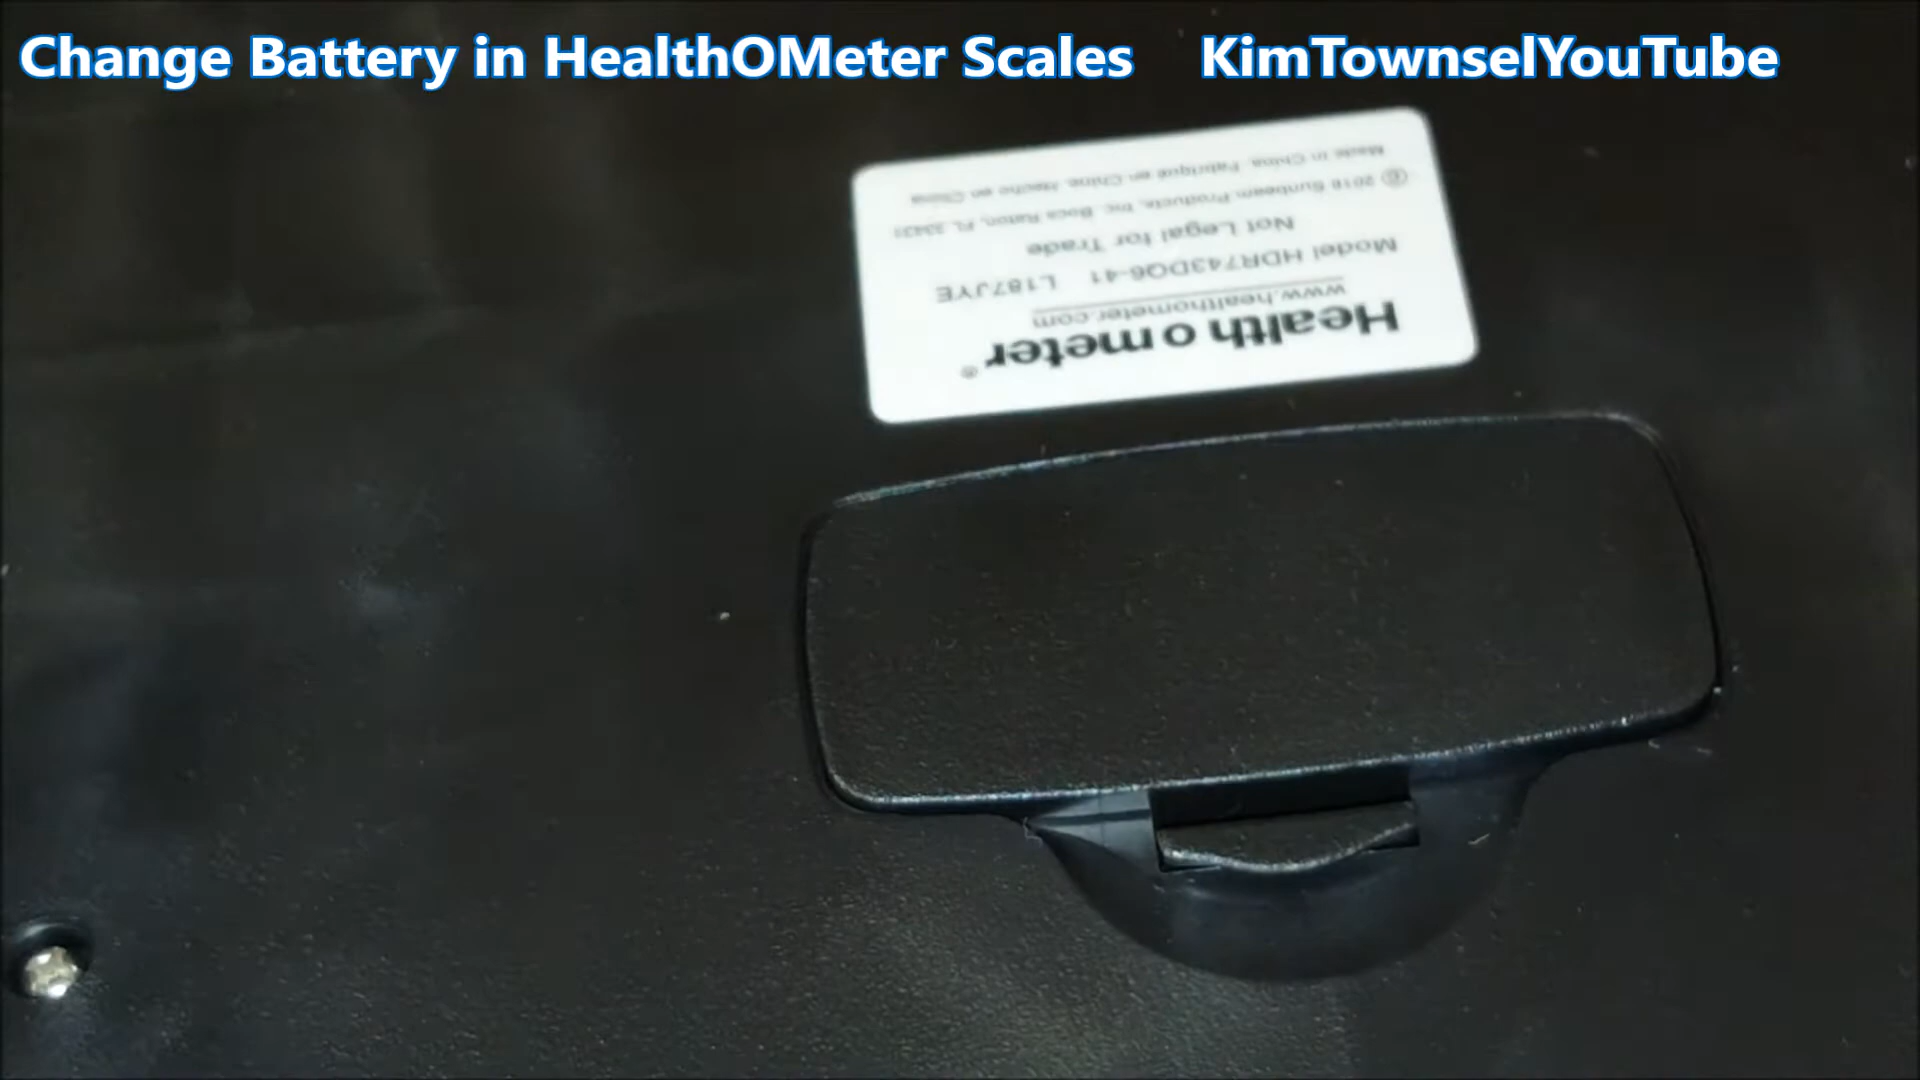 Change Battery in HealthOMeter Scales KimTownselYouTube
Health o meter®
www.healthometer.com
Model HDR743DQ6-41 L187JYE
Not Legal for Trade
© 2018 Sunbeam Products, Inc. Boca Raton, FL 33431
Made in China. Fabriqué en Chine. Hecho en China